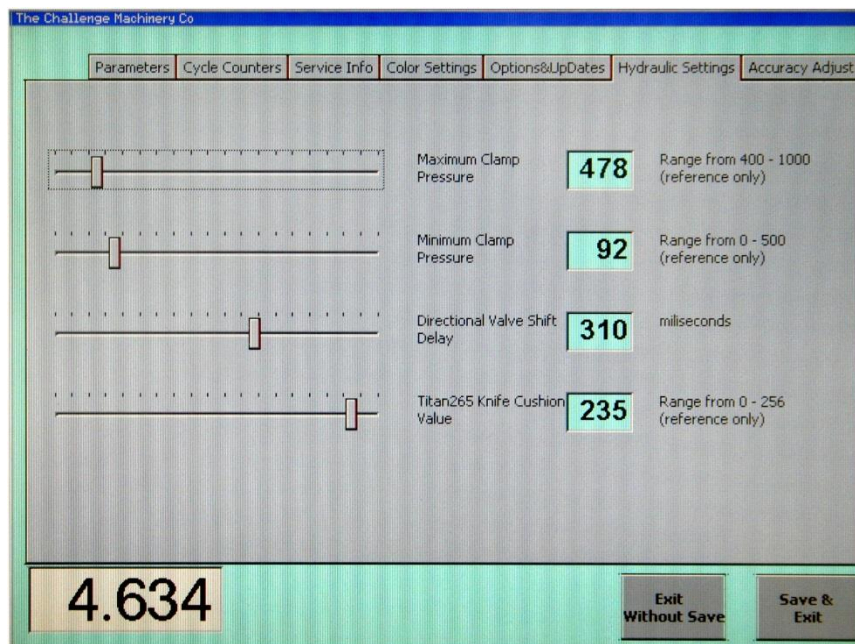 The Challenge Machinery Co
Parameters Cycle Counters Service Info Color Settings Options&UpDates Hydraulic Settings Accuracy Adjust
Maximum Clamp
Pressure
478
Range from 400 - 1000
(reference only)
Minimum Clamp
Pressure
92
Range from 0 - 500
(reference only)
Directional Valve Shift
Delay
310
miliseconds
Titan265 Knife Cushion
Value
235
Range from 0 - 256
(reference only)
4.634
Exit
Without Save
Save &
Exit